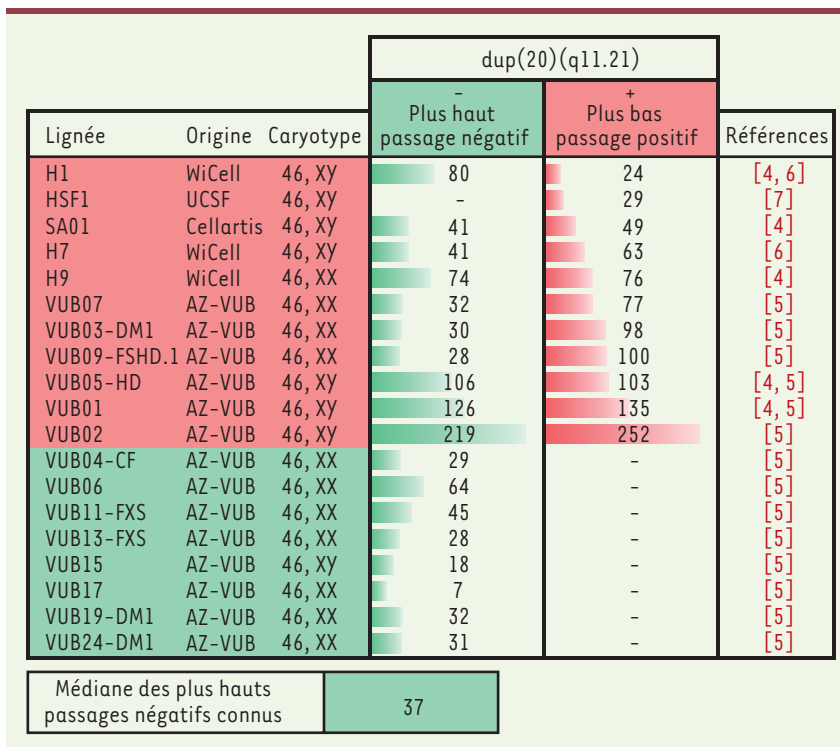 dup(20)(q11.21)
Lignée Origine Caryotype - Plus haut passage négatif + Plus bas passage positif Références
H1 WiCell 46, XY 80 24 [4, 6]
HSF1 UCSF 46, XY - 29 [7]
SA01 Cellartis 46, XY 41 49 [4]
H7 WiCell 46, XY 41 63 [6]
H9 WiCell 46, XX 74 76 [4]
VUB07 AZ-VUB 46, XX 32 77 [5]
VUB03-DM1 AZ-VUB 46, XX 30 98 [5]
VUB09-FSHD.1 AZ-VUB 46, XX 28 100 [5]
VUB05-HD AZ-VUB 46, XY 106 103 [4, 5]
VUB01 AZ-VUB 46, XY 126 135 [4, 5]
VUB02 AZ-VUB 46, XY 219 252 [5]
VUB04-CF AZ-VUB 46, XX 29 - [5]
VUB06 AZ-VUB 46, XX 64 - [5]
VUB11-FXS AZ-VUB 46, XX 45 - [5]
VUB13-FXS AZ-VUB 46, XX 28 - [5]
VUB15 AZ-VUB 46, XY 18 - [5]
VUB17 AZ-VUB 46, XX 7 - [5]
VUB19-DM1 AZ-VUB 46, XX 32 - [5]
VUB24-DM1 AZ-VUB 46, XX 31 - [5]
Médiane des plus hauts
passages négatifs connus 37